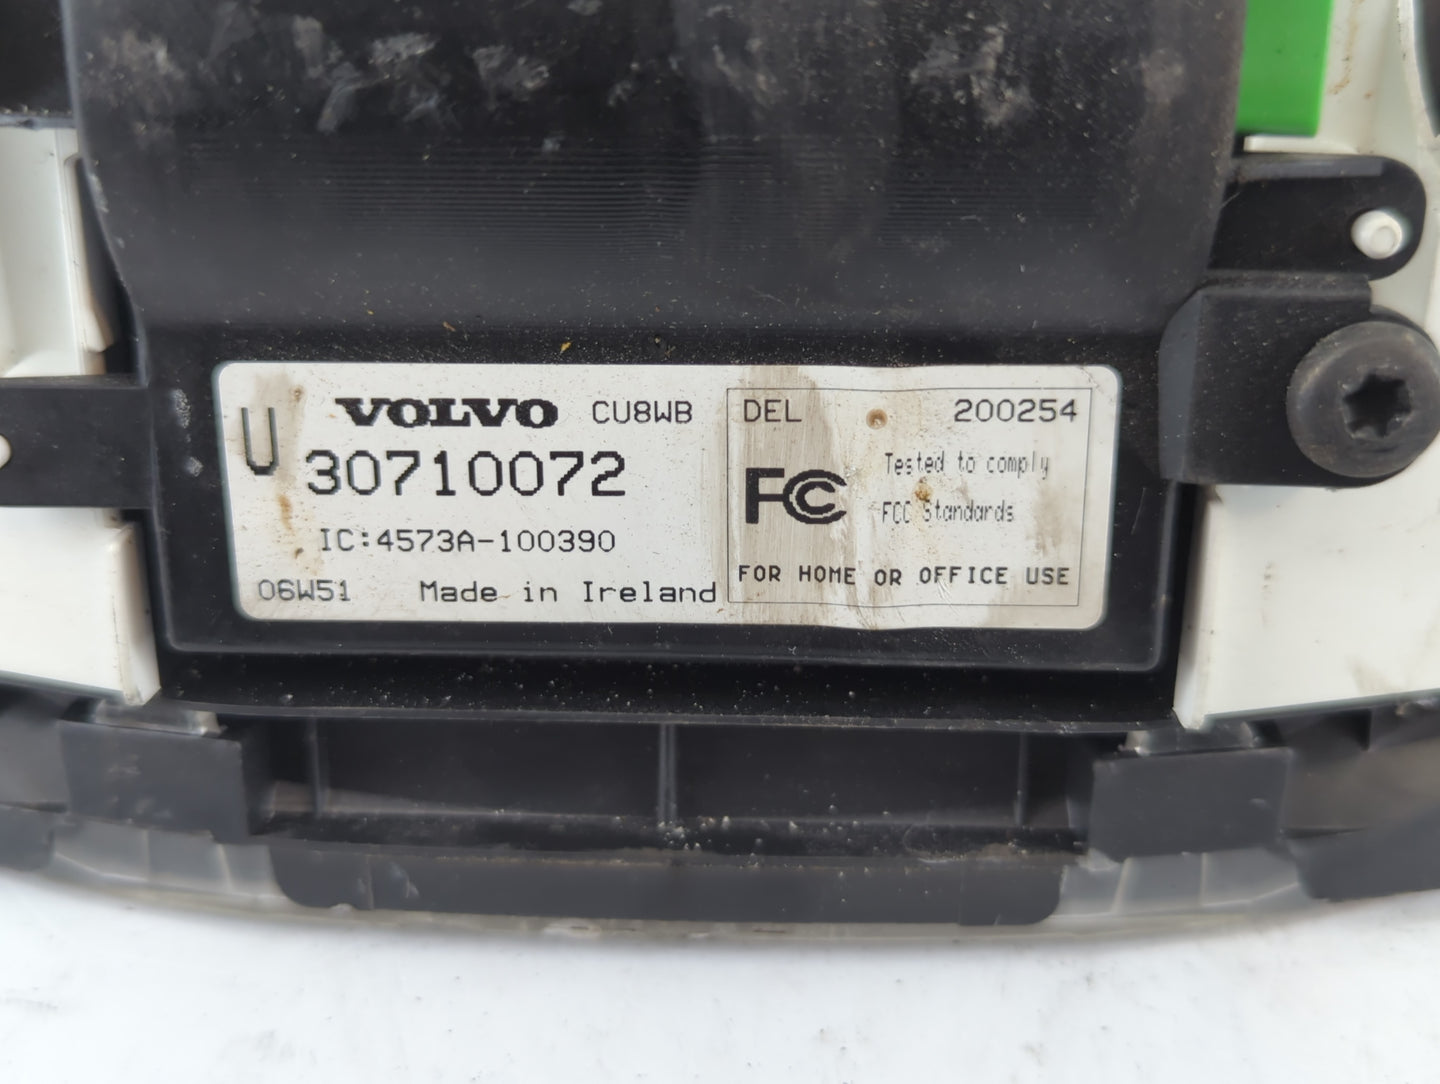 U VOLVO CU8WB
30710072
IC:4573A-100390
06W51 Made in Ireland
DEL 200254
FC Tested to comply
FCC Standards
FOR HOME OR OFFICE USE